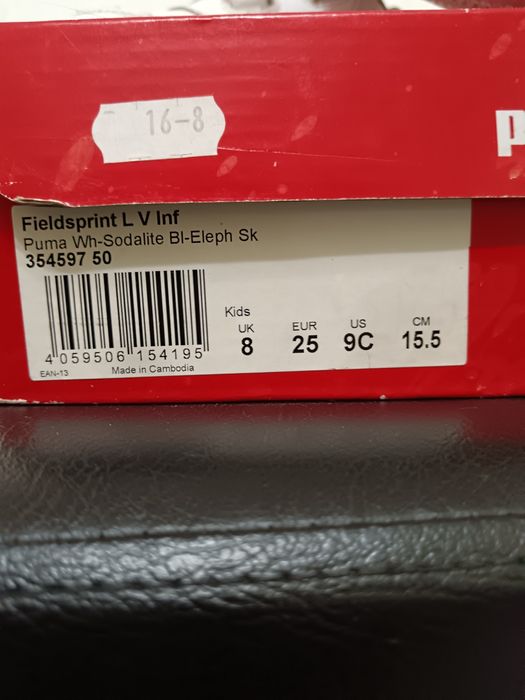 16-8
Fieldsprint L V Inf
Puma Wh-Sodalite Bl-Eleph Sk
354597 50
4 059506 154195
EAN-13
Made in Cambodia
Kids
UK EUR US CM
8 25 9C 15.5